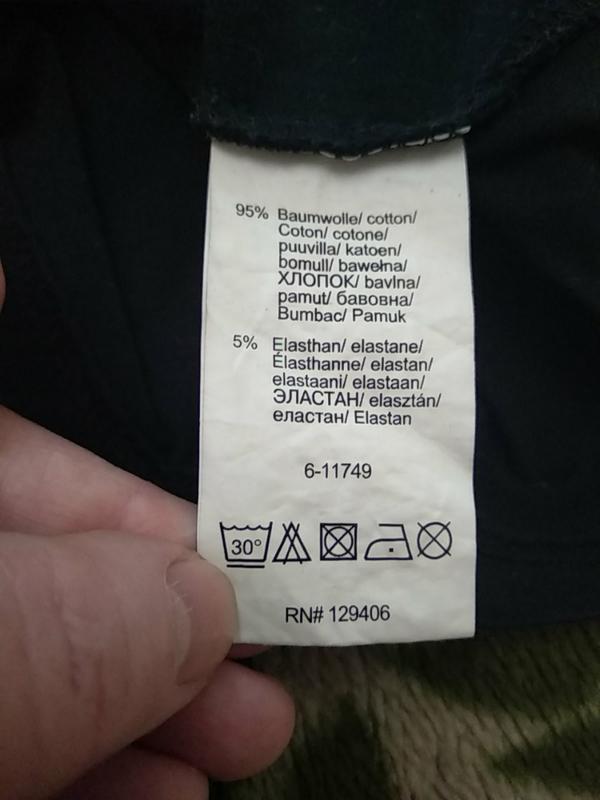 95% Baumwolle/ cotton/
Coton/ cotone/
puuvilla/ katoen/
bomull/ bawełna/
ХЛОПОК/ bavlna/
pamut/ бавовна/
Bumbac/ Pamuk
5% Elasthan/ elastane/
Élasthanne/ elastan/
elastaani/ elastaan/
ЭЛАСТАН/ elasztán/
еластан/ Elastan
6-11749
30°
RN# 129406